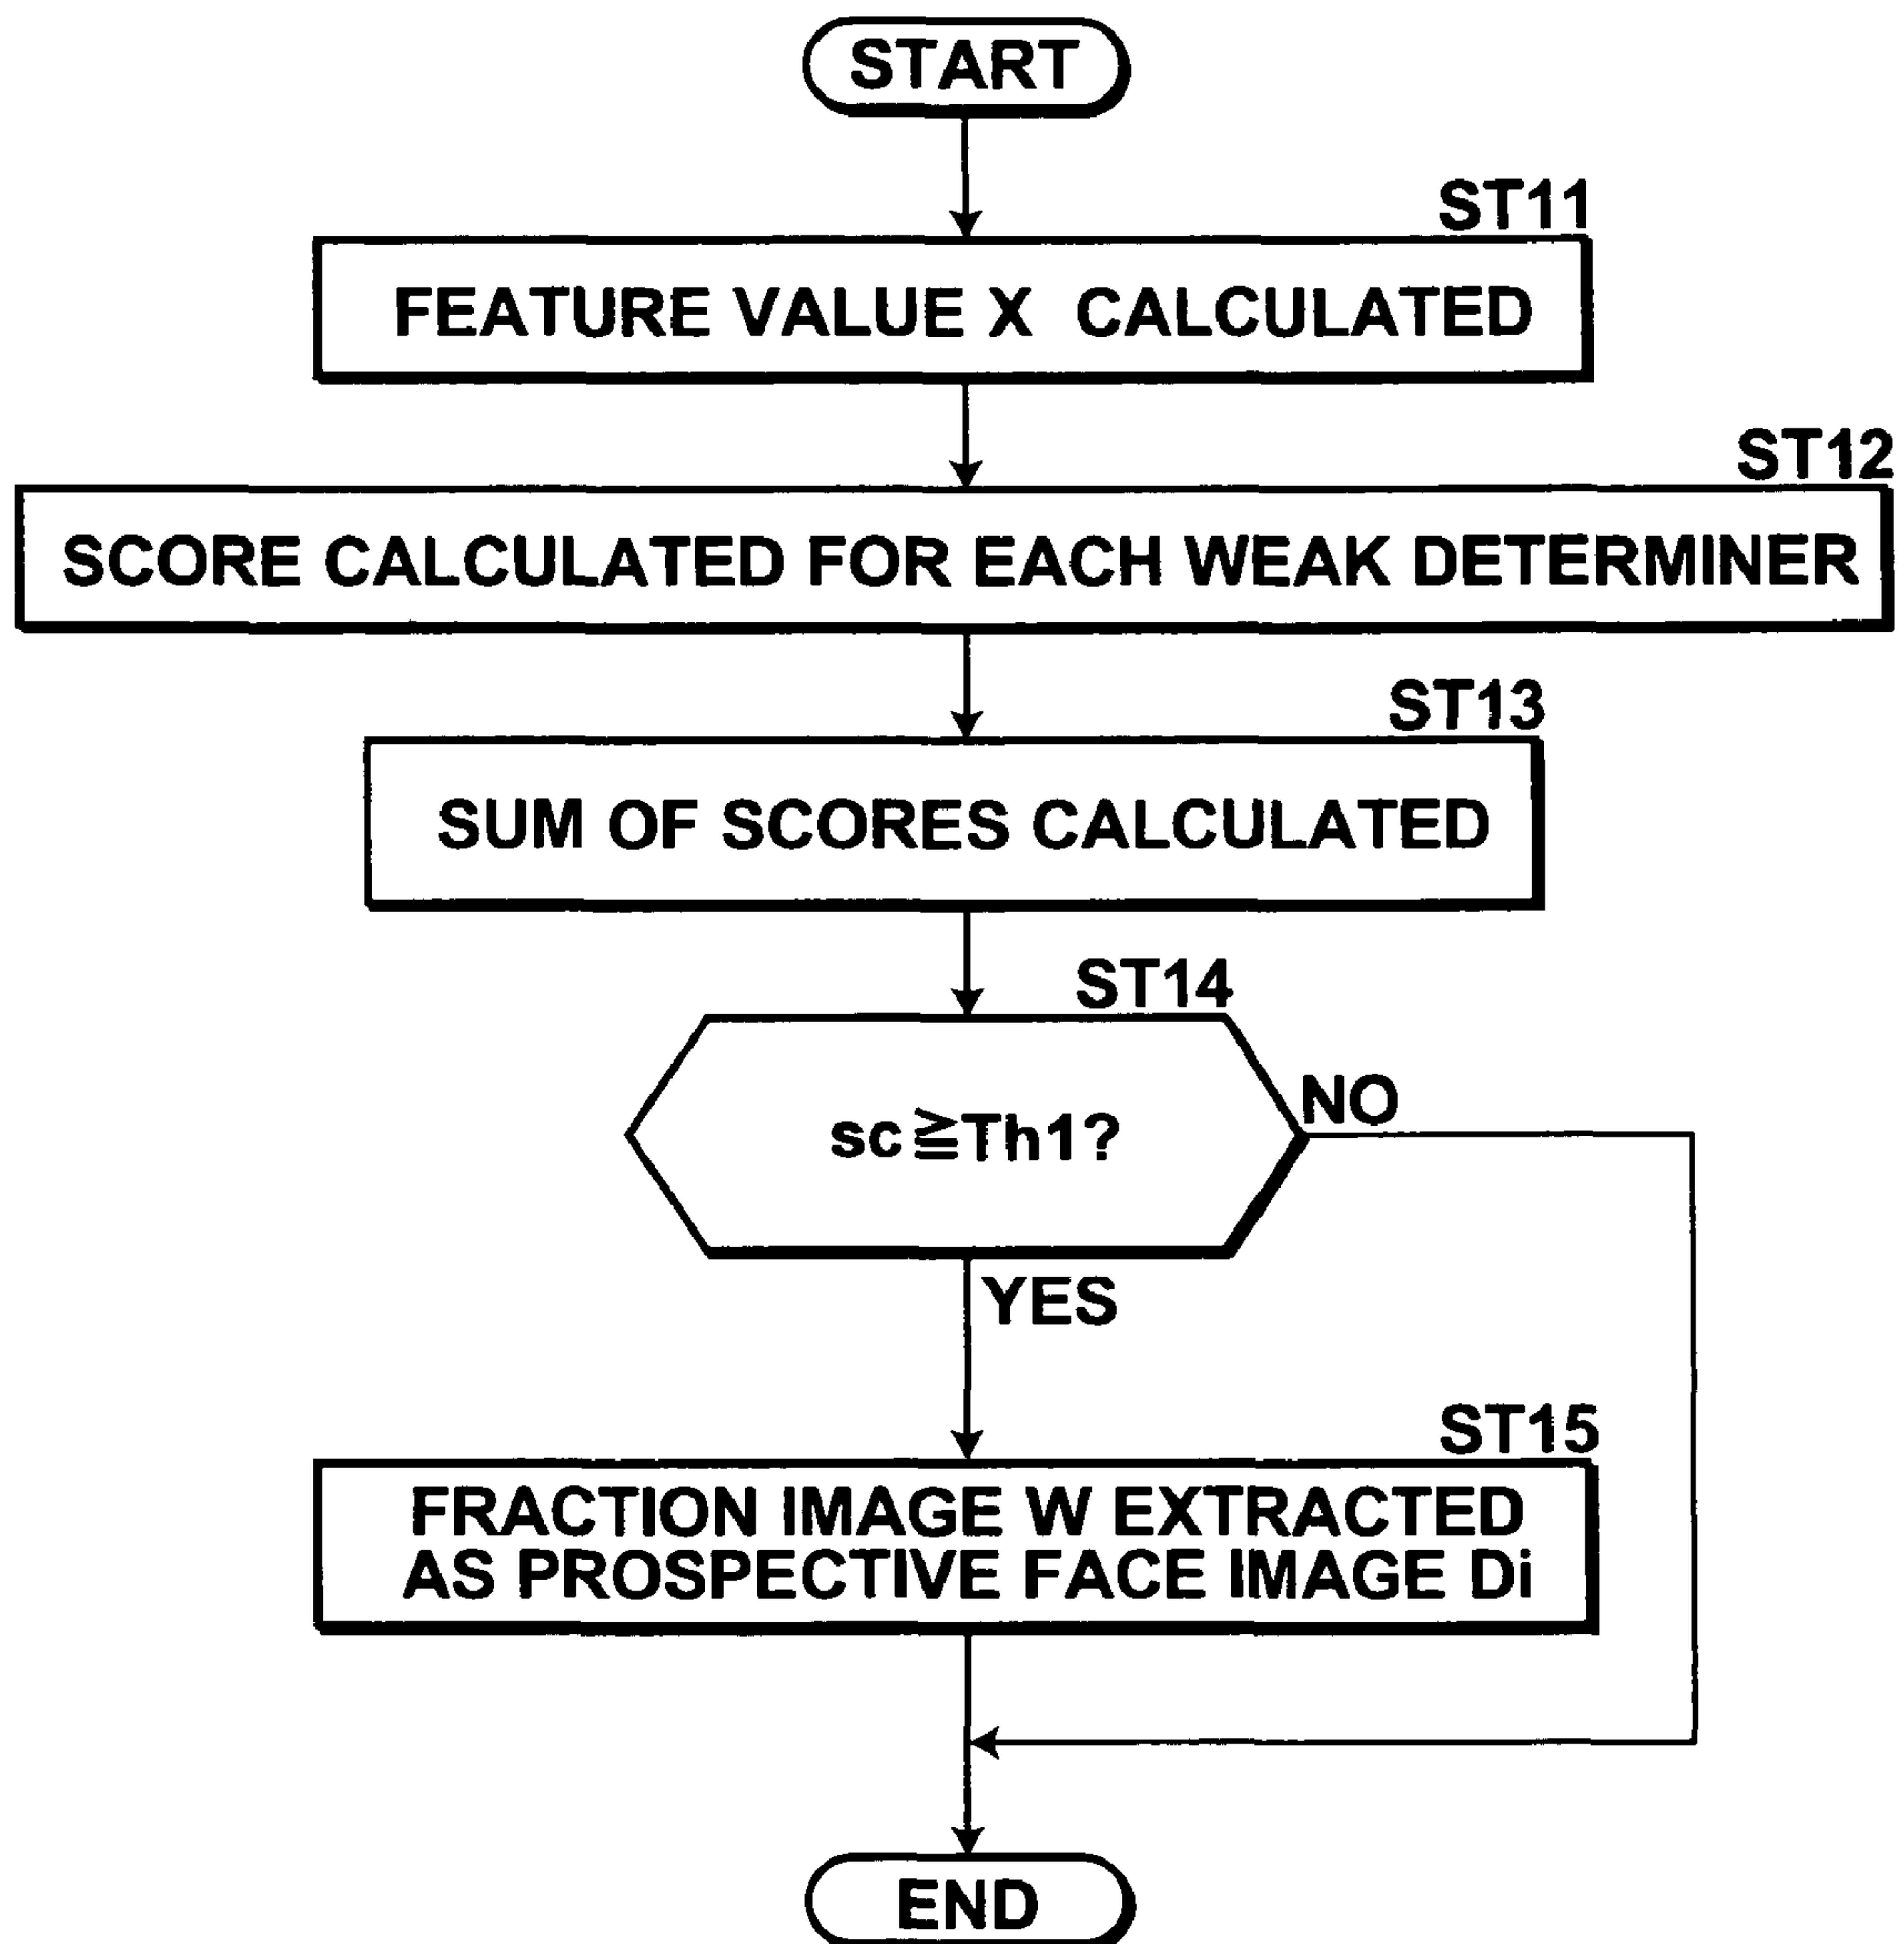 START
ST11
FEATURE VALUE X CALCULATED
ST12
SCORE CALCULATED FOR EACH WEAK DETERMINER
ST13
SUM OF SCORES CALCULATED
ST14
sc≧Th1?
NO
YES
ST15
FRACTION IMAGE W EXTRACTED
AS PROSPECTIVE FACE IMAGE Di
END